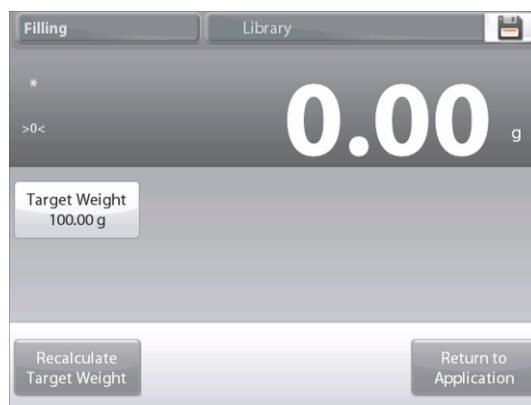 Filling
Library
*
>0<
0.00 g
Target Weight
100.00 g
Recalculate
Target Weight
Return to
Application